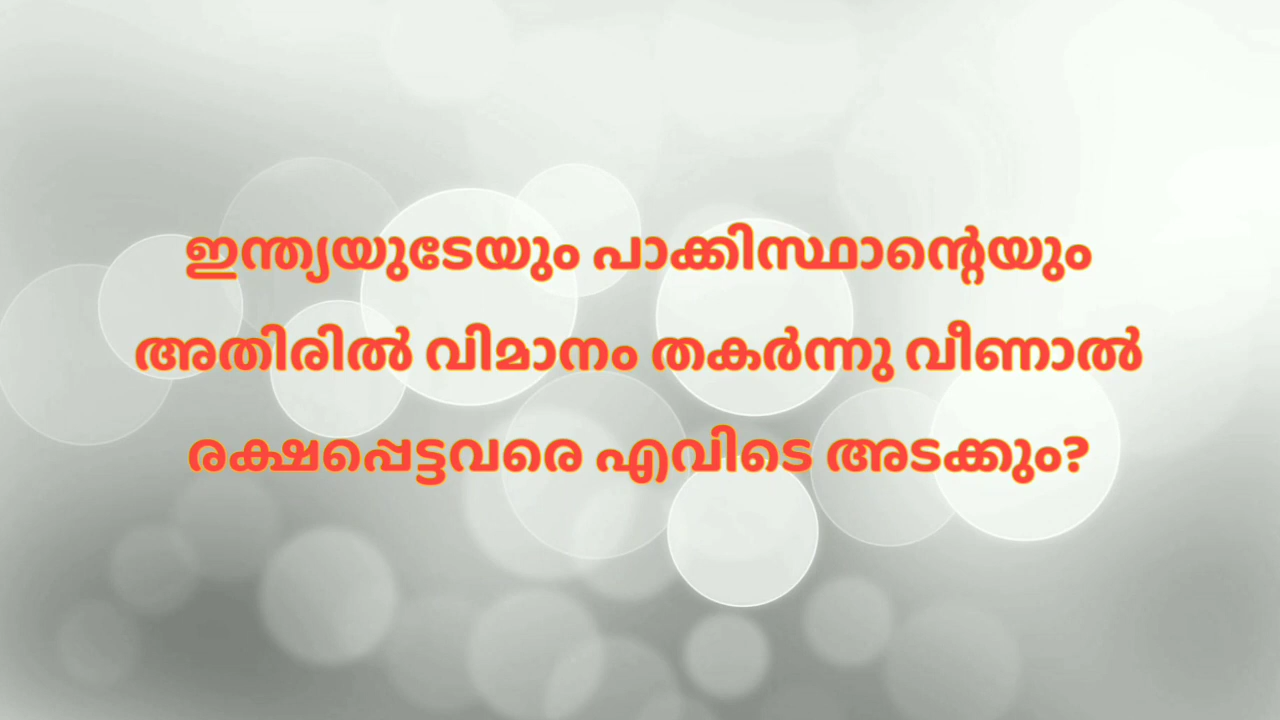 ഇന്ത്യയുടേയും പാക്കിസ്ഥാന്റെയും
അതിരിൽ വിമാനം തകർന്നു വീണാൽ
രക്ഷപ്പെട്ടവരെ എവിടെ അടക്കും?